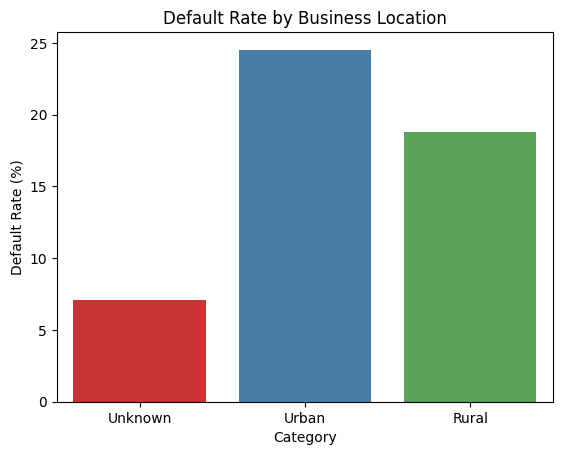 Default Rate by Business Location
Default Rate (%)
25
20
15
10
5
0
Unknown Urban Rural
Category